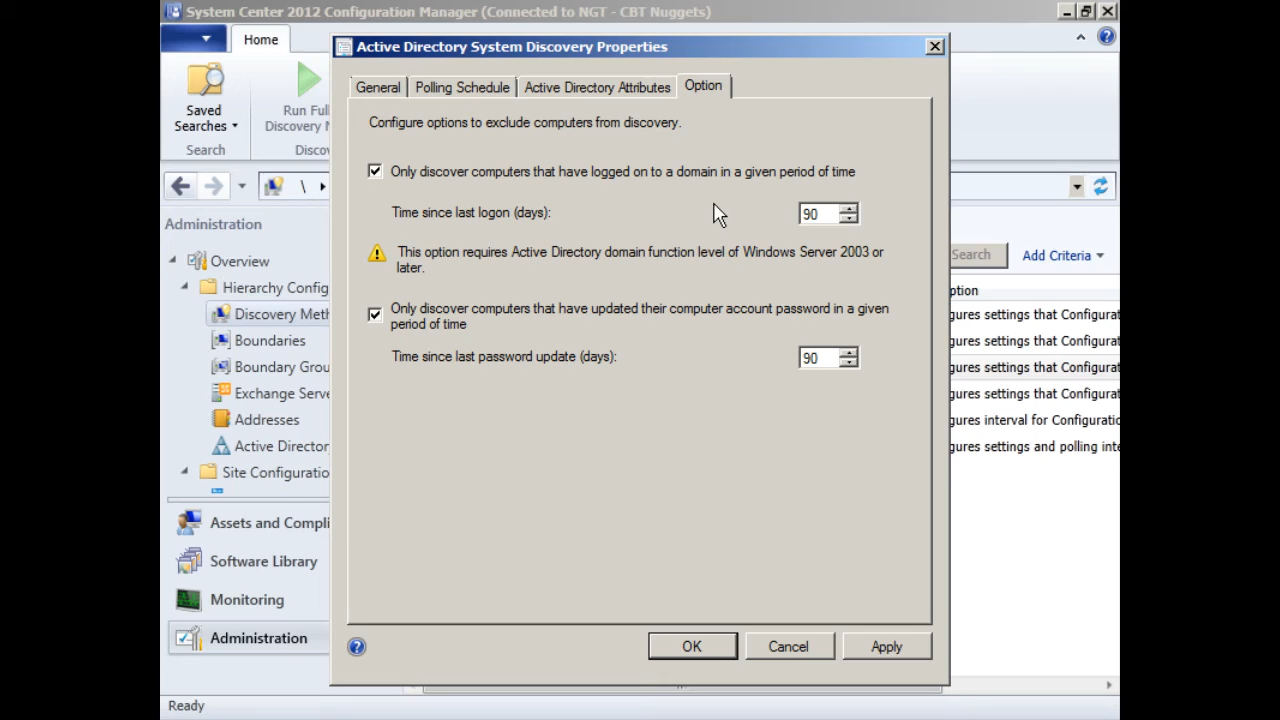 System Center 2012 Configuration Manager (Connected to NGT - CBT Nuggets)
Home
Active Directory System Discovery Properties
Saved
Searches
Run Full
Discovery
Search
Disco
General
Polling Schedule
Active Directory Attributes
Option
Configure options to exclude computers from discovery.
Only discover computers that have logged on to a domain in a given period of time
Time since last logon (days):
90
This option requires Active Directory domain function level of Windows Server 2003 or
later.
Only discover computers that have updated their computer account password in a given
period of time
Time since last password update (days):
90
OK
Cancel
Apply
\
Administration
Overview
Hierarchy Config
Discovery Meth
Boundaries
Boundary Grou
Exchange Serve
Addresses
Active Director
Site Configuratio
Assets and Compli
Software Library
Monitoring
Administration
Search
Add Criteria
ption
gures settings that Configurat
gures settings that Configurat
gures settings that Configurat
gures settings that Configurat
gures interval for Configuratio
gures settings and polling inte
Ready